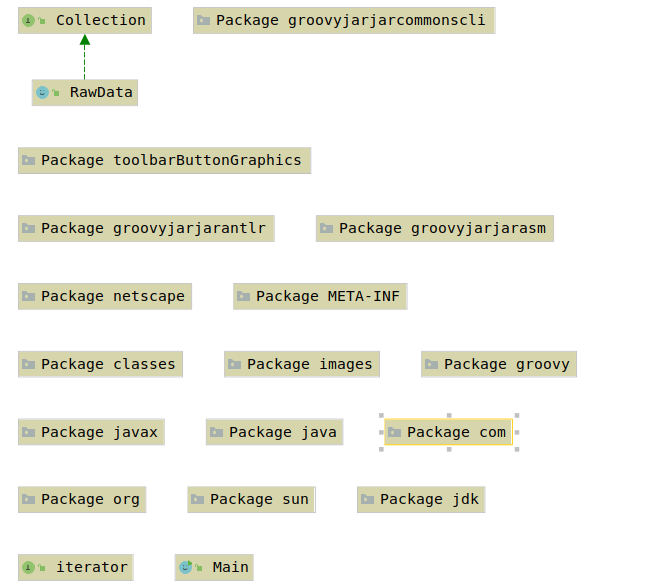 Collection Package groovyjarjarcommonscli
RawData
Package toolbarButtonGraphics
Package groovyjarjarantlr Package groovyjarjarasm
Package netscape Package META-INF
Package classes Package images Package groovy
Package javax Package java Package com
Package org Package sun Package jdk
iterator Main